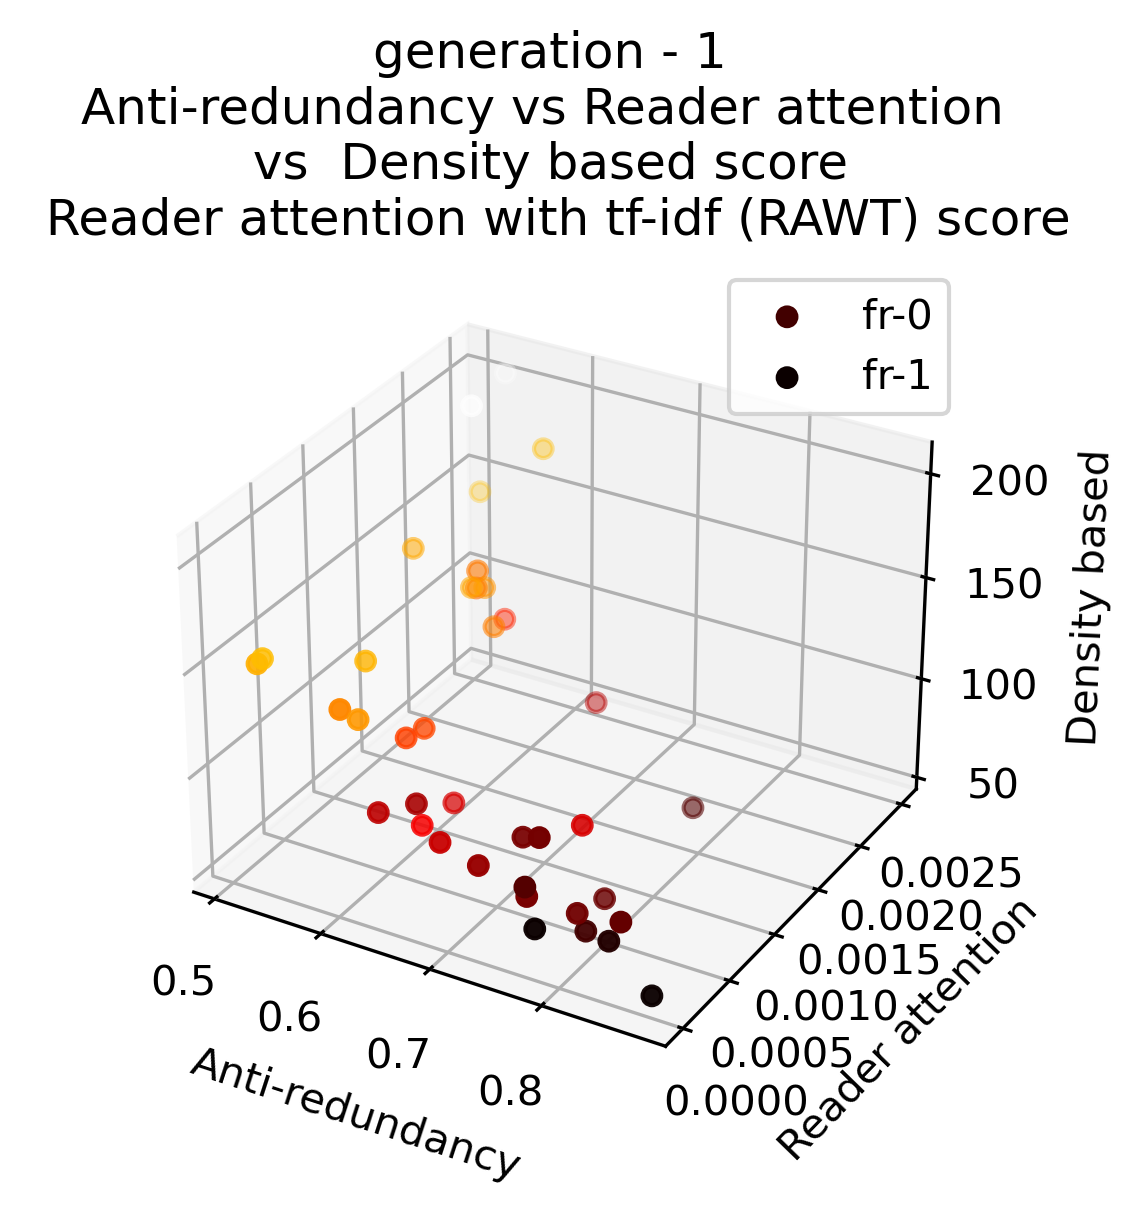 generation - 1
Anti-redundancy vs Reader attention
vs  Density based score
Reader attention with tf-idf (RAWT) score
fr-0
fr-1
200
150
100
50
Density based
0.0025
0.0020
0.0015
0.0010
0.0005
0.0000
Reader attention
0.5
0.6
0.7
0.8
Anti-redundancy